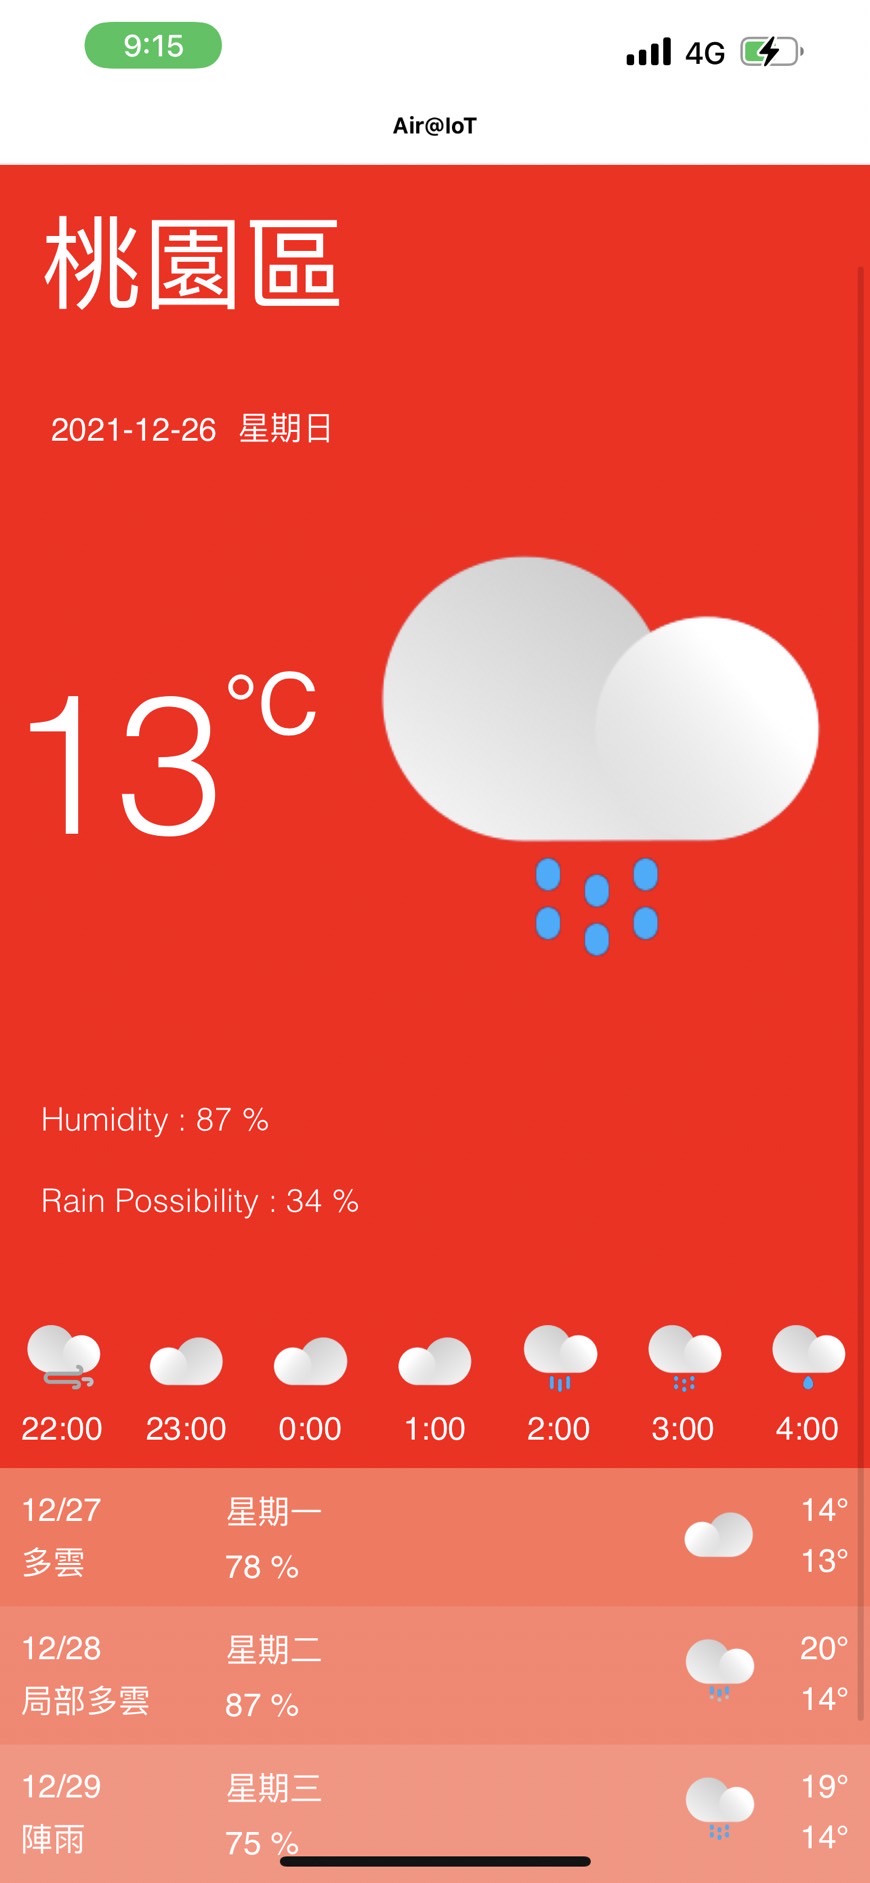 9:15 4G
Air@IoT
桃園區
2021-12-26 星期日
13°C
Humidity : 87 %
Rain Possibility : 34 %
22:00 23:00 0:00 1:00 2:00 3:00 4:00
12/27 星期一 14°
多雲 78 % 13°
12/28 星期二 20°
局部多雲 87 % 14°
12/29 星期三 19°
陣雨 75 % 14°